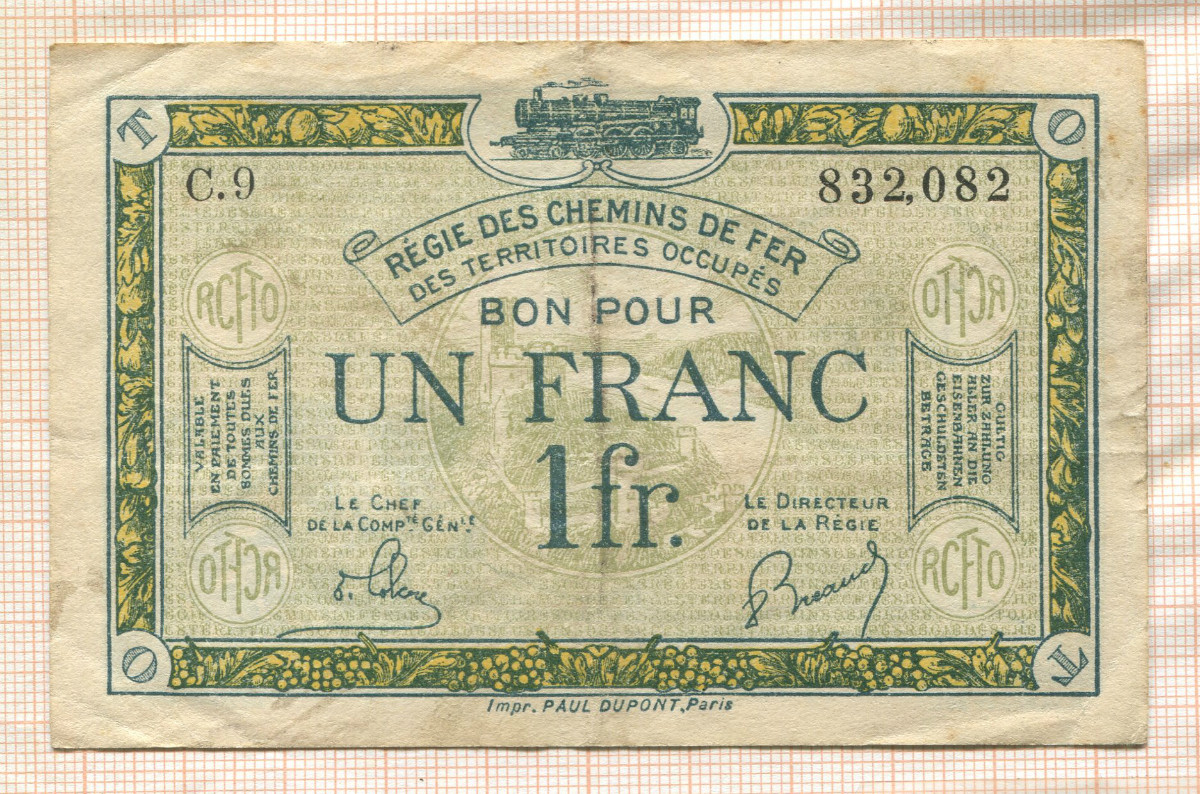 T
O
C.9
832,082
RÉGIE DES CHEMINS DE FER
DES TERRITOIRES OCCUPÉS
BON POUR
UN FRANC
1fr.
RCFTO
RCFTO
VALABLE
EN PAIEMENT
DE TOUTES
SOMMES DUES
AUX
CHEMINS DE FER
GUELTIG
ZUR ZAHLUNG
ALLER AN DIE
EISENBAHNEN
GESCHULDETEN
BETRÄGE
LE CHEF
DE LA COMPTÉ GÉNLE
LE DIRECTEUR
DE LA RÉGIE
RCFTO
RCFTO
O
T
Impr. PAUL DUPONT, Paris